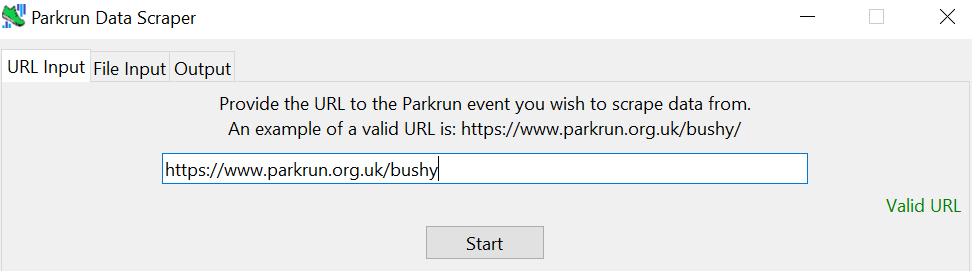 Parkrun Data Scraper
URL Input File Input Output
Provide the URL to the Parkrun event you wish to scrape data from.
An example of a valid URL is: https://www.parkrun.org.uk/bushy/
https://www.parkrun.org.uk/bushy
Valid URL
Start